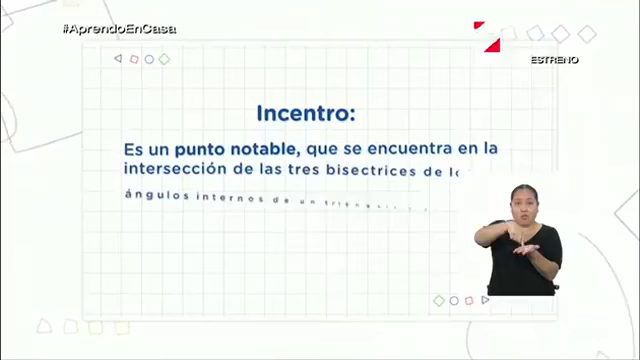 #AprendoEnCasa
ESTRENO
Incentro:
Es un punto notable, que se encuentra en la
intersección de las tres bisectrices de
ángulos internos de un